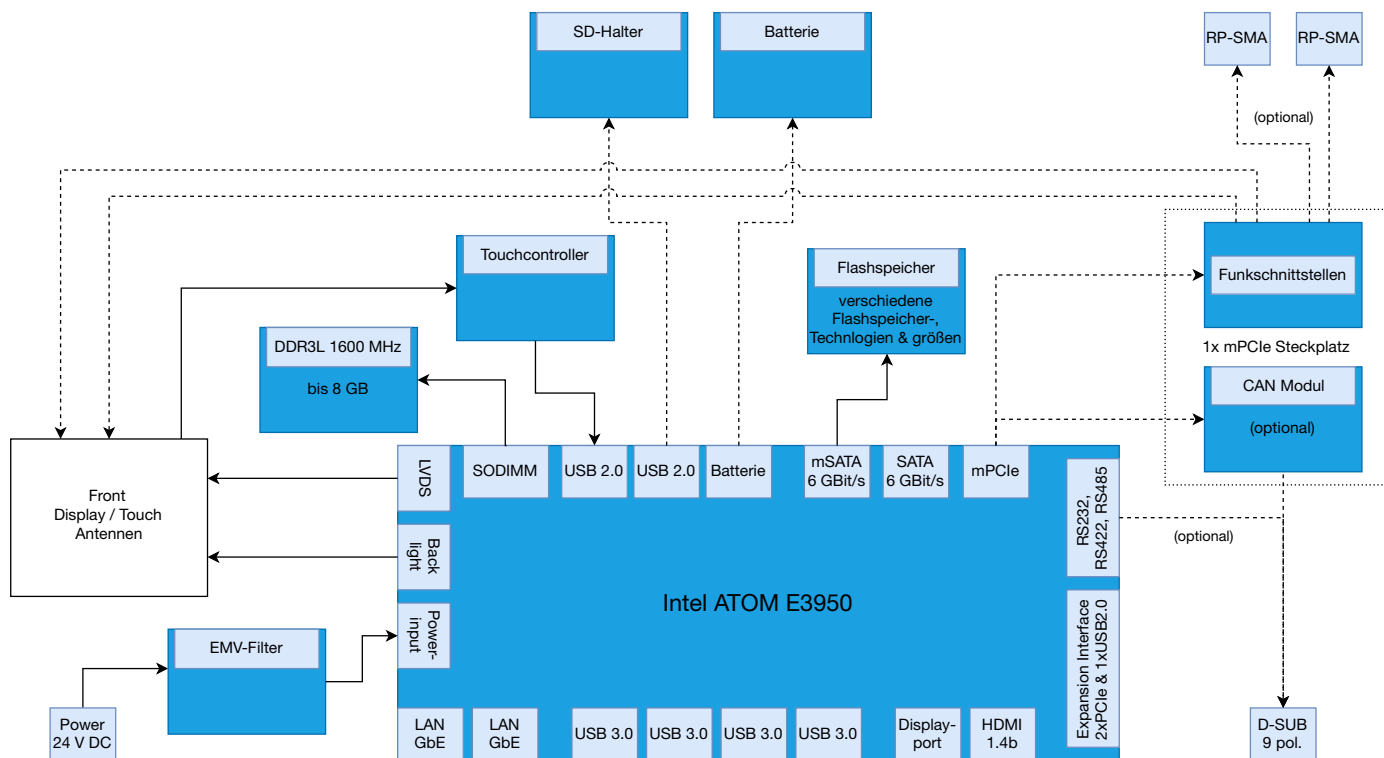 SD-Halter
Batterie
RP-SMA
RP-SMA
(optional)
Touchcontroller
Flashspeicher
verschiedene
Flashspeicher-,
Technlogien & größen
Funkschnittstellen
1x mPCIe Steckplatz
DDR3L 1600 MHz
bis 8 GB
CAN Modul
(optional)
Front
Display / Touch
Antennen
LVDS
SODIMM
USB 2.0
USB 2.0
Batterie
mSATA
6 GBit/s
SATA
6 GBit/s
mPCIe
RS232,
RS422, RS485
(optional)
Back
light
Intel ATOM E3950
Power-
input
EMV-Filter
Expansion Interface
2xPCIe & 1xUSB2.0
Power
24 V DC
LAN
GbE
LAN
GbE
USB 3.0
USB 3.0
USB 3.0
USB 3.0
Display-
port
HDMI
1.4b
D-SUB
9 pol.